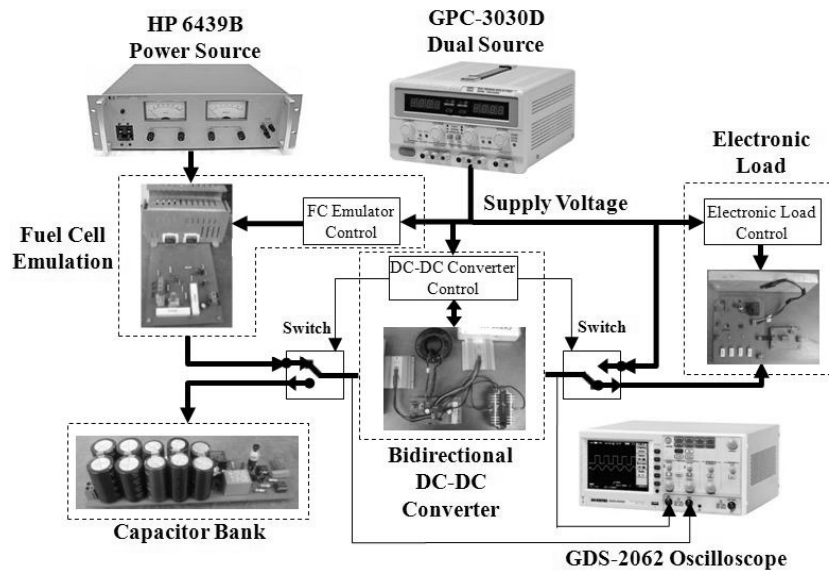 HP 6439B
Power Source
GPC-3030D
Dual Source
Electronic
Load
Supply Voltage
FC Emulator
Control
Electronic Load
Control
Fuel Cell
Emulation
DC-DC Converter
Control
Switch
Switch
Bidirectional
DC-DC
Converter
Capacitor Bank
GDS-2062 Oscilloscope